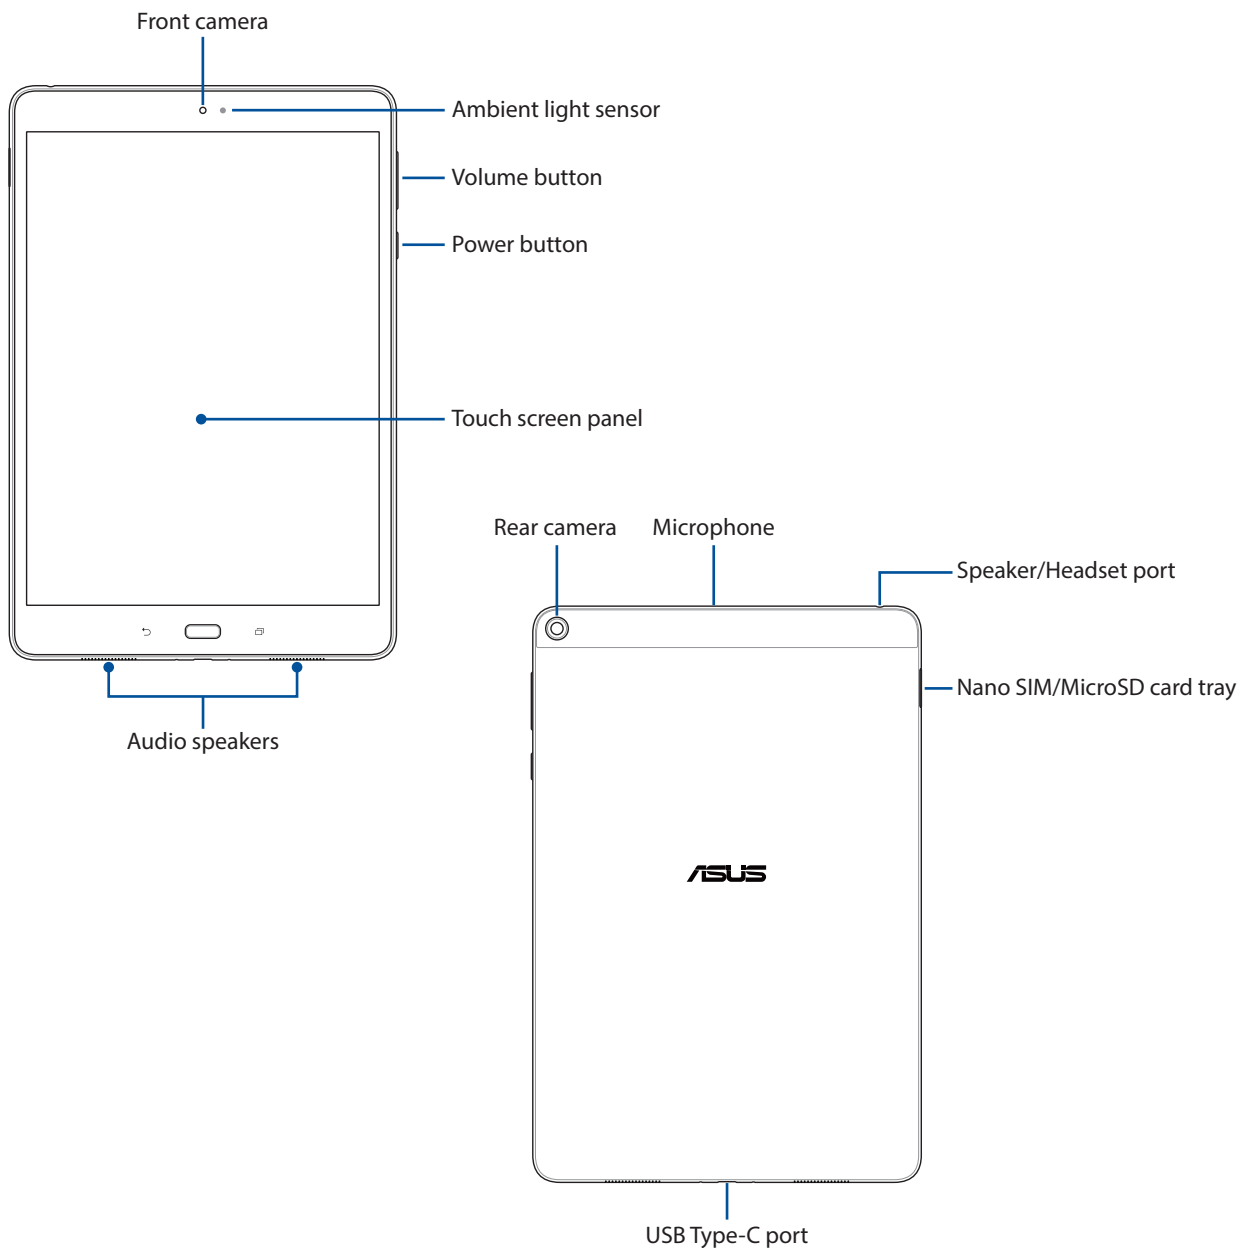 Front camera
Ambient light sensor
Volume button
Power button
Touch screen panel
Audio speakers
Rear camera
Microphone
Speaker/Headset port
Nano SIM/MicroSD card tray
ASUS
USB Type-C port